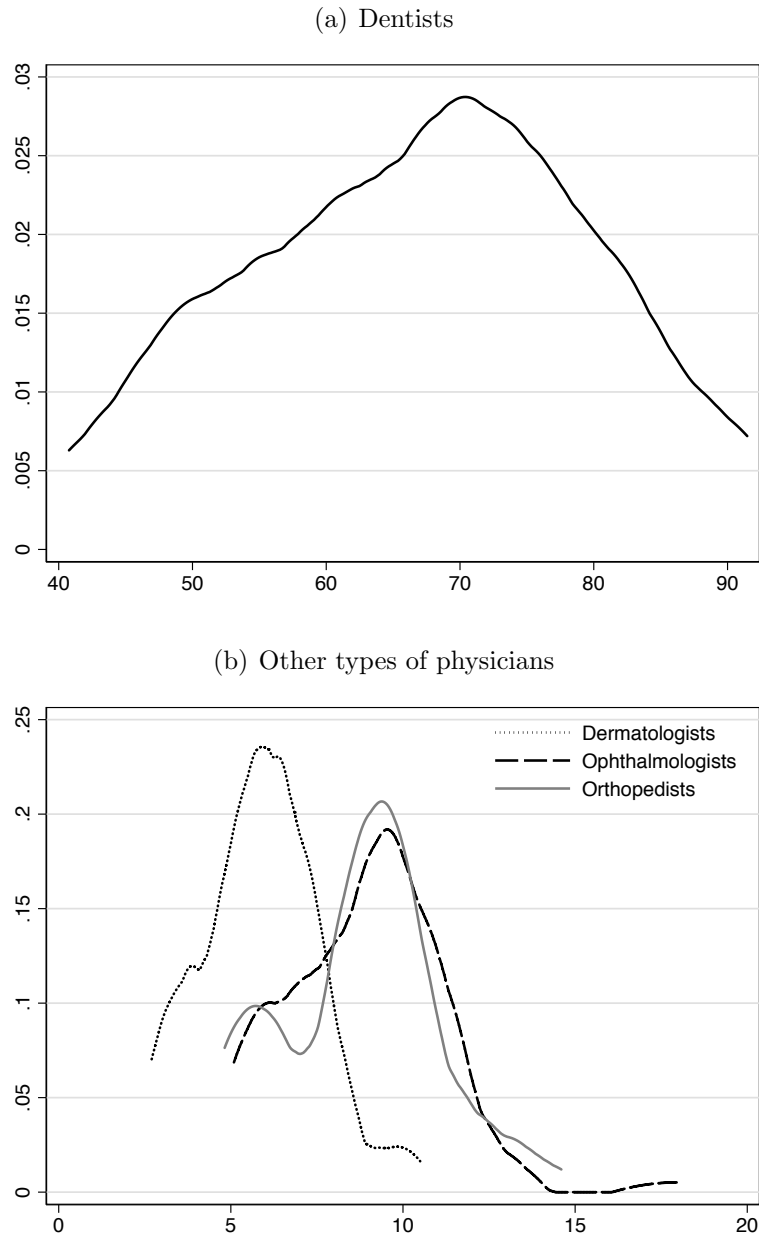 (a) Dentists
.03
.025
.02
.015
.01
.005
0
40 50 60 70 80 90
(b) Other types of physicians
.25
.2
.15
.1
.05
0
Dermatologists
Ophthalmologists
Orthopedists
0 5 10 15 20